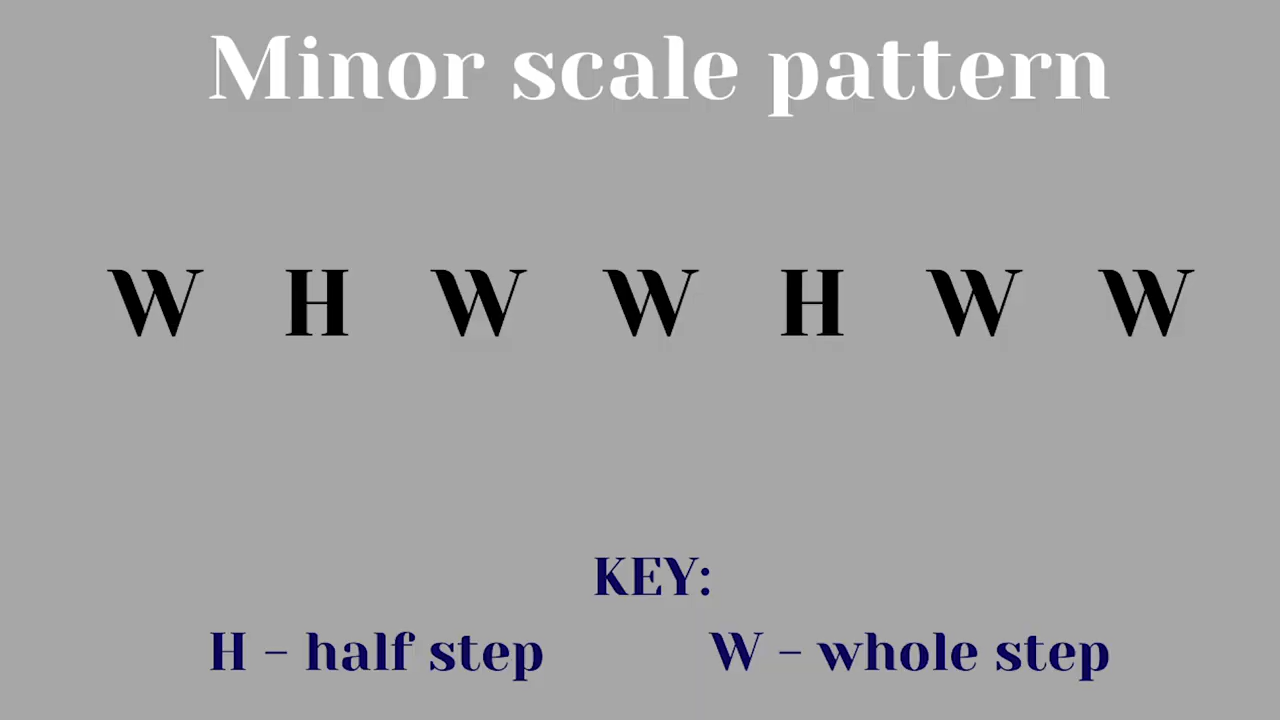 Minor scale pattern
W H W W H W W
KEY:
H - half step W - whole step